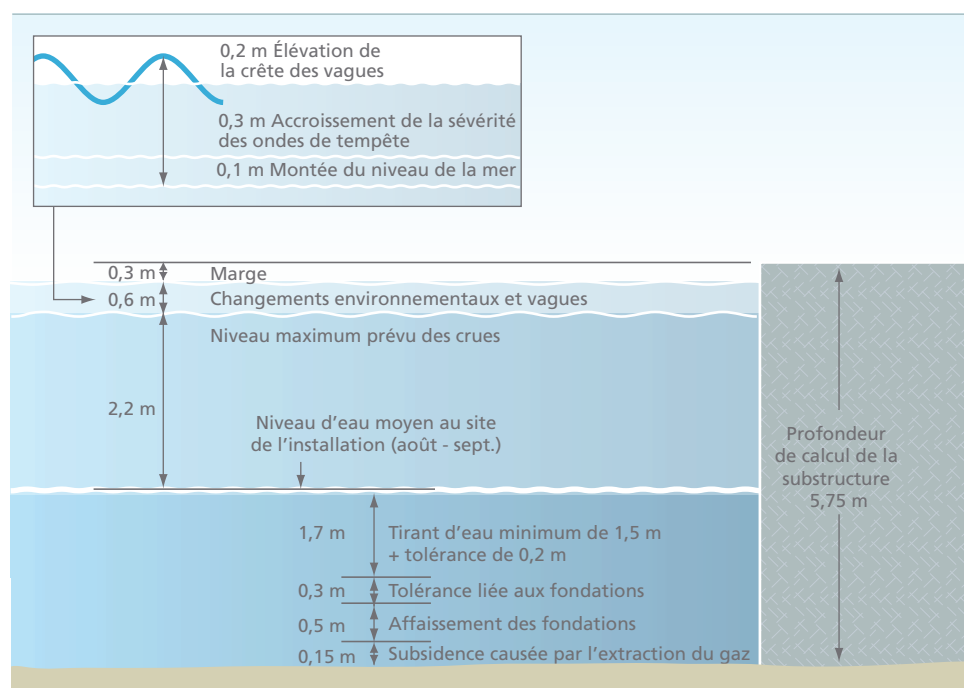 0,2 m Élévation de
la crête des vagues
0,3 m Accroissement de la sévérité
des ondes de tempête
0,1 m Montée du niveau de la mer
0,3 m Marge
0,6 m Changements environnementaux et vagues
Niveau maximum prévu des crues
2,2 m
Niveau d'eau moyen au site
de l'installation (août - sept.)
Profondeur
de calcul de la
substructure
5,75 m
1,7 m Tirant d'eau minimum de 1,5 m
+ tolérance de 0,2 m
0,3 m Tolérance liée aux fondations
0,5 m Affaissement des fondations
0,15 m Subsidence causée par l'extraction du gaz